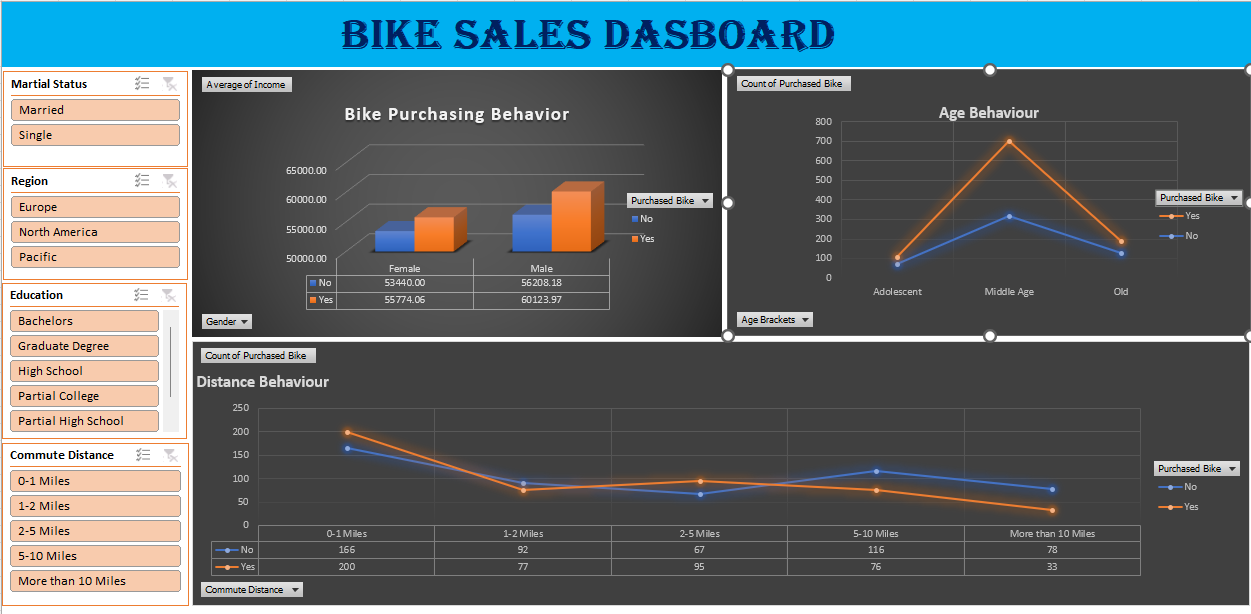 BIKE SALES DASBOARD
Martial Status
Married
Single
Region
Europe
North America
Pacific
Education
Bachelors
Graduate Degree
High School
Partial College
Partial High School
Commute Distance
0-1 Miles
1-2 Miles
2-5 Miles
5-10 Miles
More than 10 Miles
Average of Income
Bike Purchasing Behavior
65000.00
60000.00
55000.00
50000.00
Female Male
No 53440.00 56208.18
Yes 55774.06 60123.97
Purchased Bike
No
Yes
Gender
Count of Purchased Bike
Age Behaviour
800
700
600
500
400
300
200
100
0
Adolescent Middle Age Old
Purchased Bike
Yes
No
Age Brackets
Count of Purchased Bike
Distance Behaviour
250
200
150
100
50
0
0-1 Miles 1-2 Miles 2-5 Miles 5-10 Miles More than 10 Miles
No 166 92 67 116 78
Yes 200 77 95 76 33
Purchased Bike
No
Yes
Commute Distance